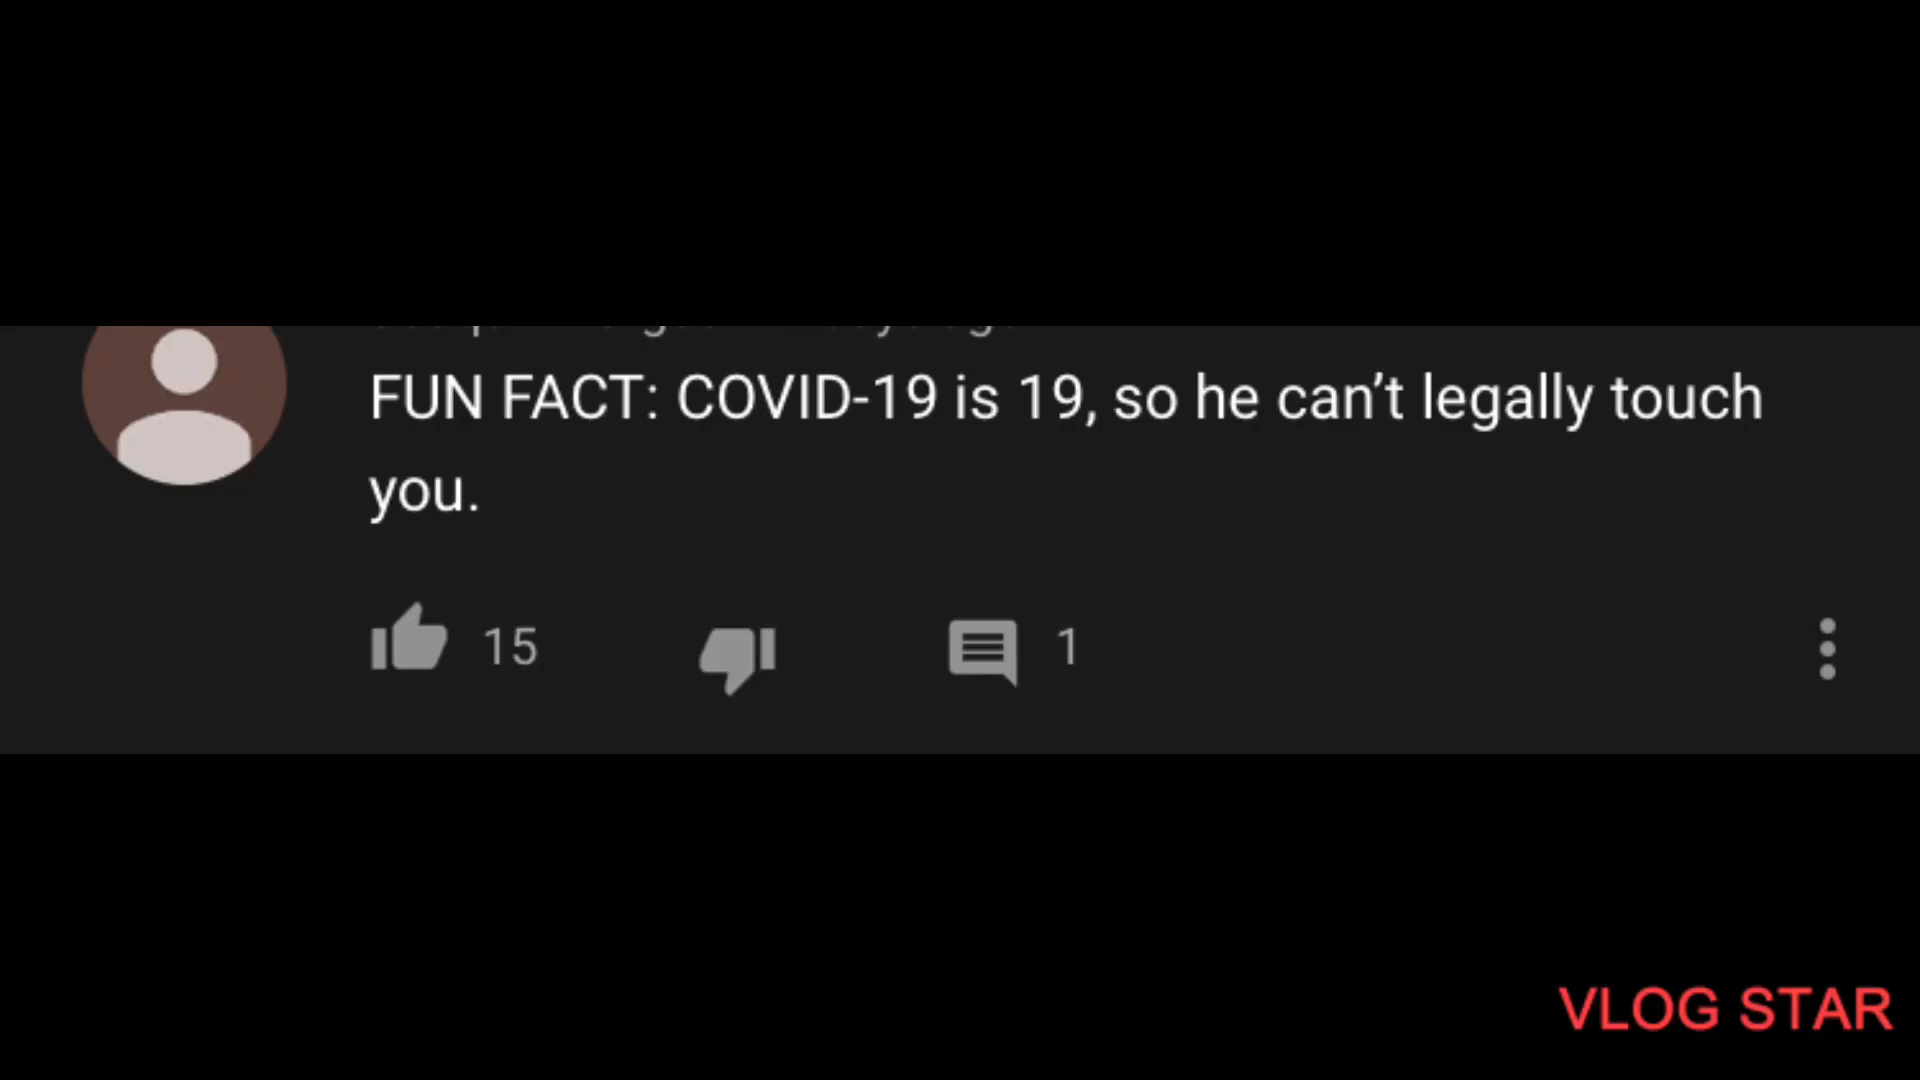 FUN FACT: COVID-19 is 19, so he can’t legally touch
you.
15
1
VLOG STAR